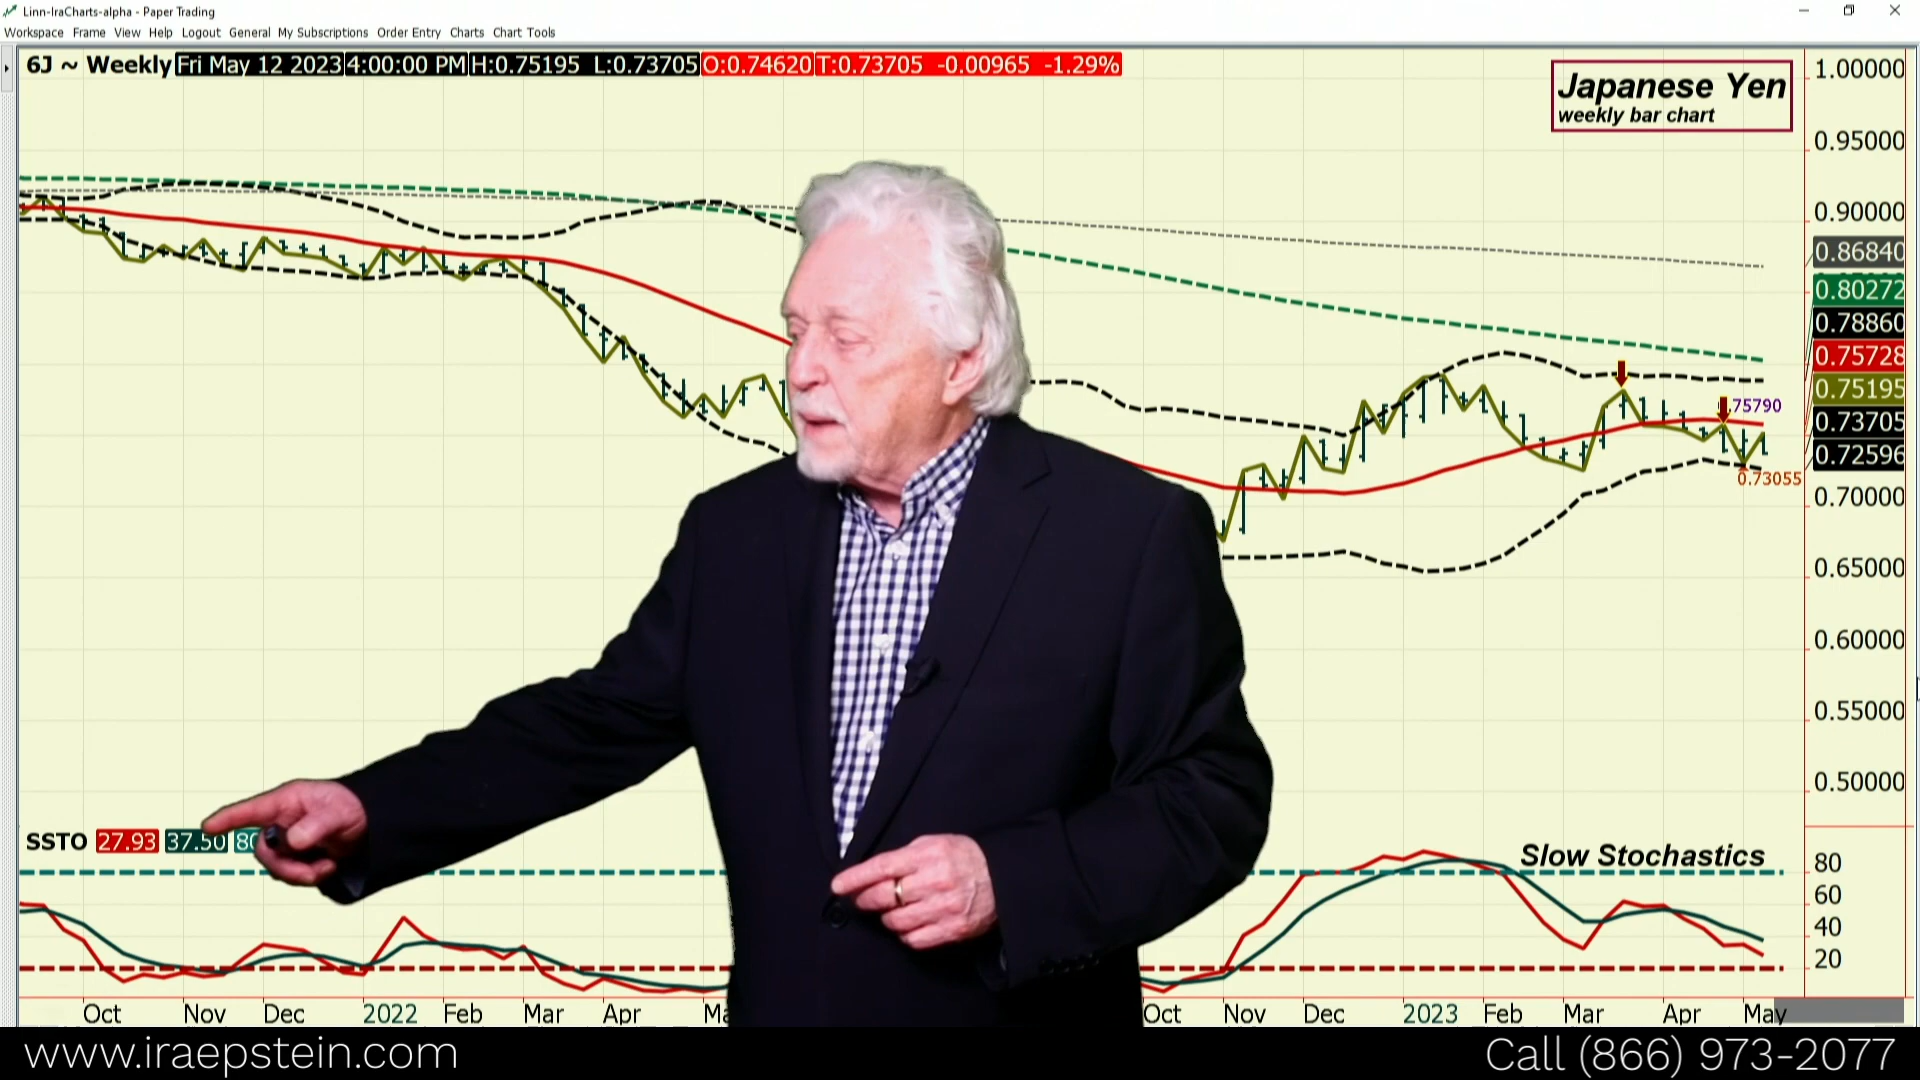 Linn-IraCharts-alpha - Paper Trading
Workspace Frame View Help Logout General My Subscriptions Order Entry Charts Chart Tools
6J ~ Weekly Fri May 12 2023 4:00:00 PM H:0.75195 L:0.73705 O:0.74620 T:0.73705 -0.00965 -1.29%
Japanese Yen
weekly bar chart
1.00000
0.95000
0.90000
0.86840
0.80272
0.78860
0.75728
0.75195
0.73705
0.72596
.75790
0.73055
0.70000
0.65000
0.60000
0.55000
0.50000
SSTO 27.93 37.50 80
Slow Stochastics
80
60
40
20
Oct Nov Dec 2022 Feb Mar Apr Oct Nov Dec 2023 Feb Mar Apr May
www.iraepstein.com Call (866) 973-2077